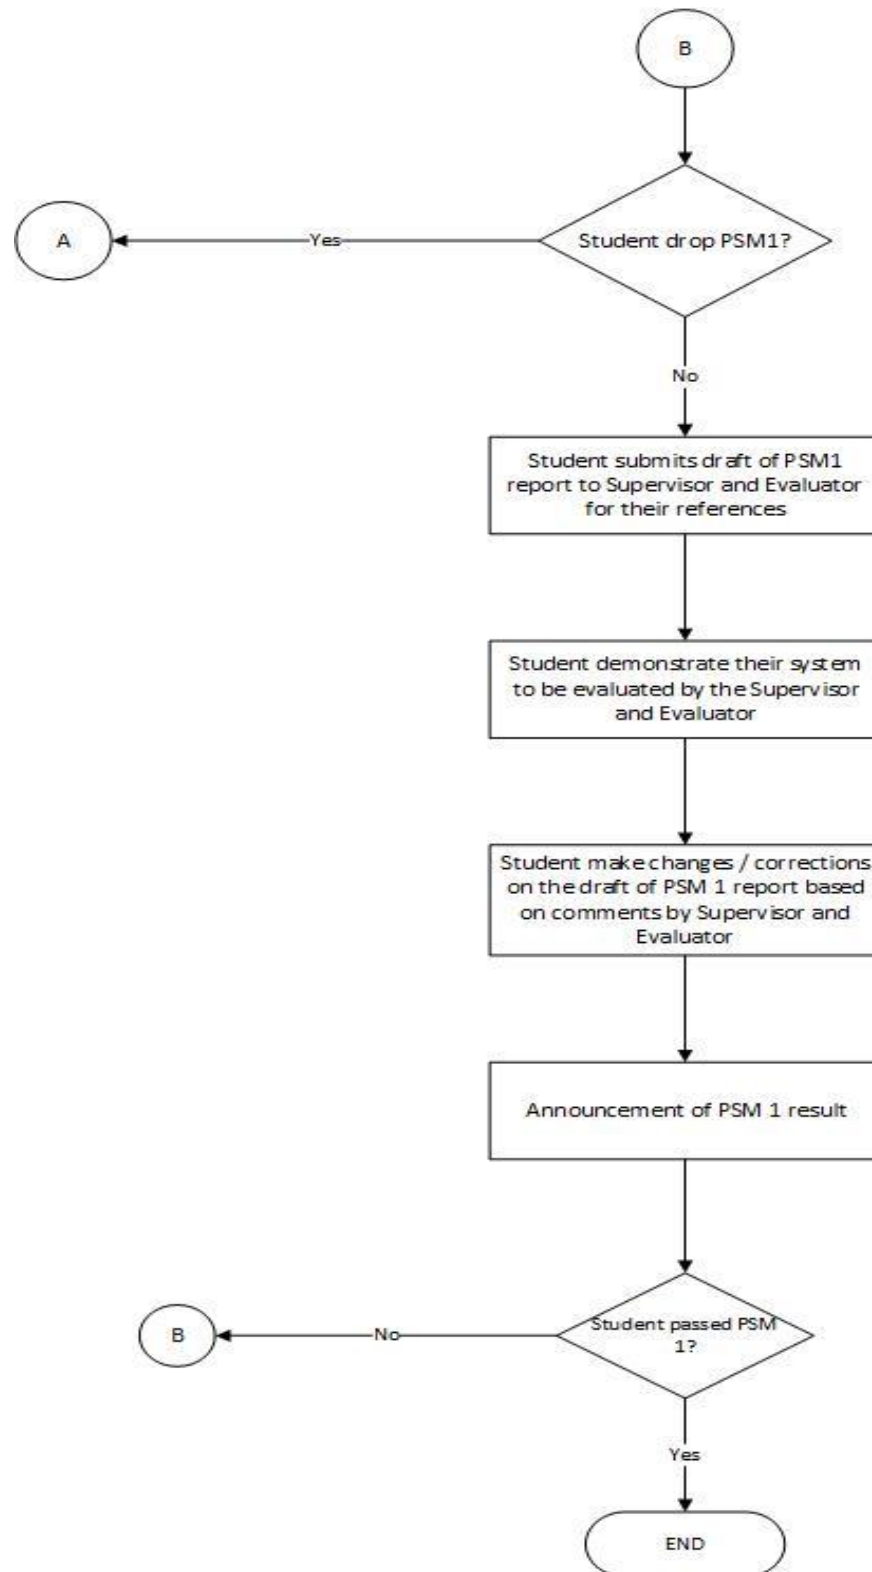 B
Student drop PSM1?
A
Yes
No
Student submits draft of PSM1
report to Supervisor and Evaluator
for their references
Student demonstrate their system
to be evaluated by the Supervisor
and Evaluator
Student make changes / corrections
on the draft of PSM 1 report based
on comments by Supervisor and
Evaluator
Announcement of PSM 1 result
Student passed PSM
1?
B
No
Yes
END